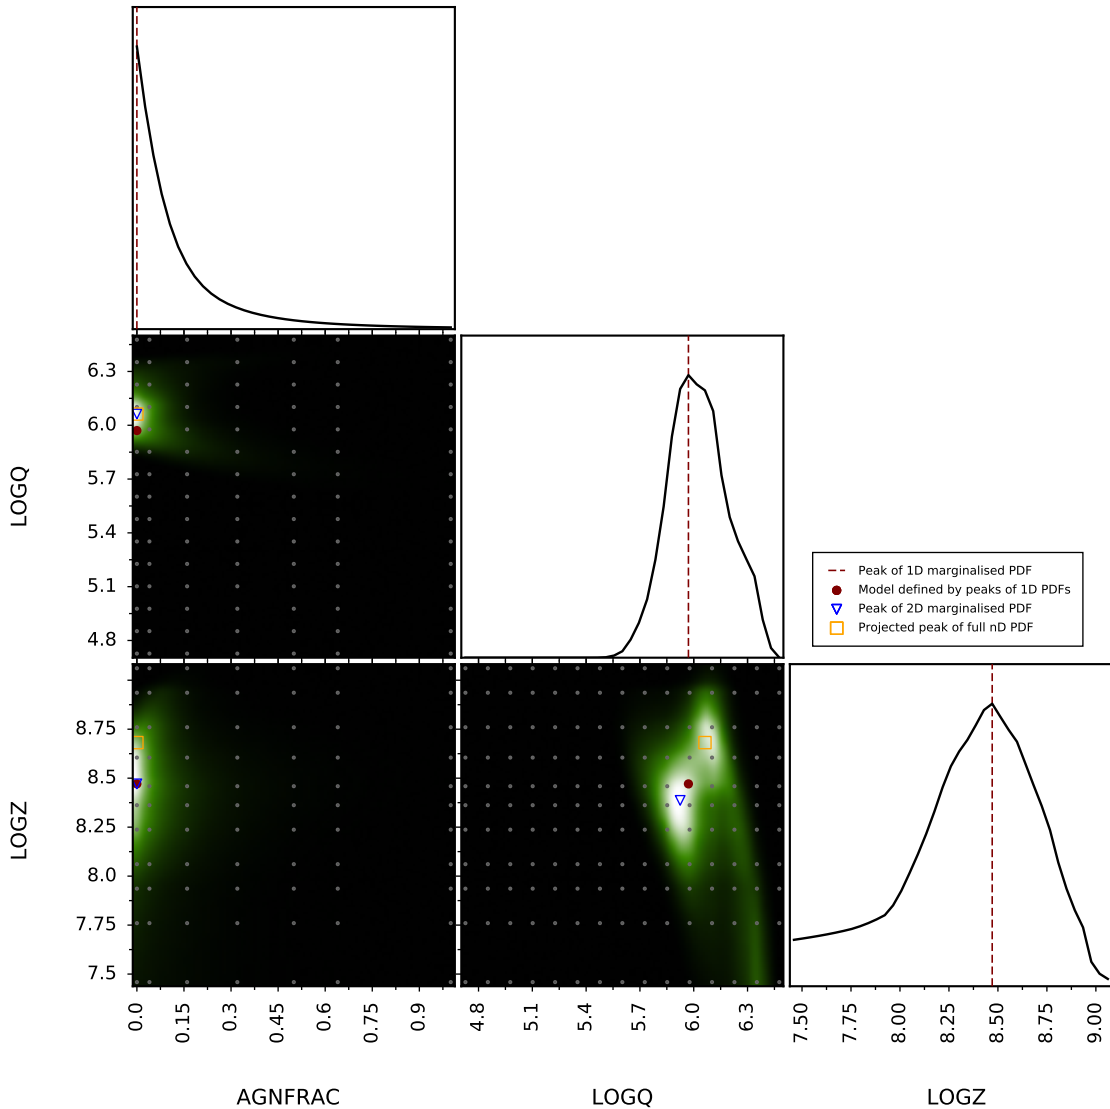 6.3
6.0
5.7
5.4
5.1
4.8
LOGQ
Peak of 1D marginalised PDF
Model defined by peaks of 1D PDFs
Peak of 2D marginalised PDF
Projected peak of full nD PDF
8.75
8.5
8.25
8.0
7.75
7.5
LOGZ
0.0 0.15 0.3 0.45 0.6 0.75 0.9
4.8 5.1 5.4 5.7 6.0 6.3
7.50 7.75 8.00 8.25 8.50 8.75 9.00
AGNFRAC LOGQ LOGZ